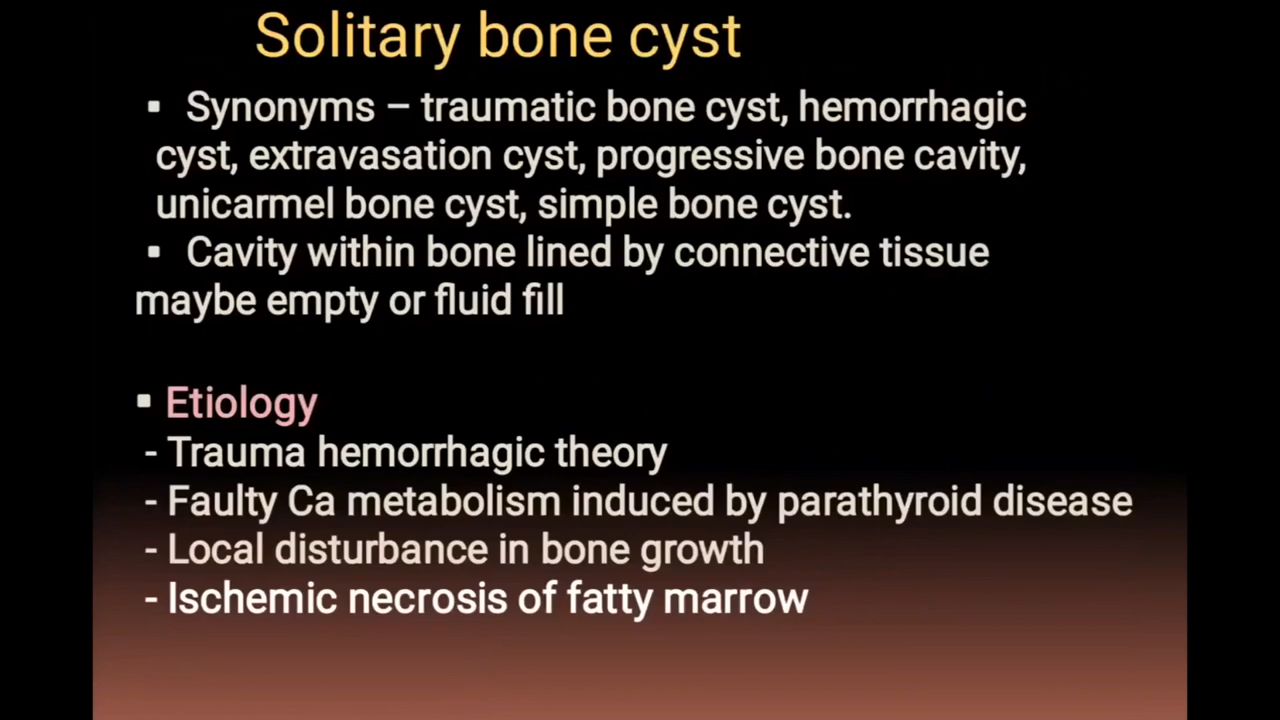 Solitary bone cyst
▪ Synonyms – traumatic bone cyst, hemorrhagic
cyst, extravasation cyst, progressive bone cavity,
unicarmel bone cyst, simple bone cyst.
▪ Cavity within bone lined by connective tissue
maybe empty or fluid fill
▪ Etiology
- Trauma hemorrhagic theory
- Faulty Ca metabolism induced by parathyroid disease
- Local disturbance in bone growth
- Ischemic necrosis of fatty marrow